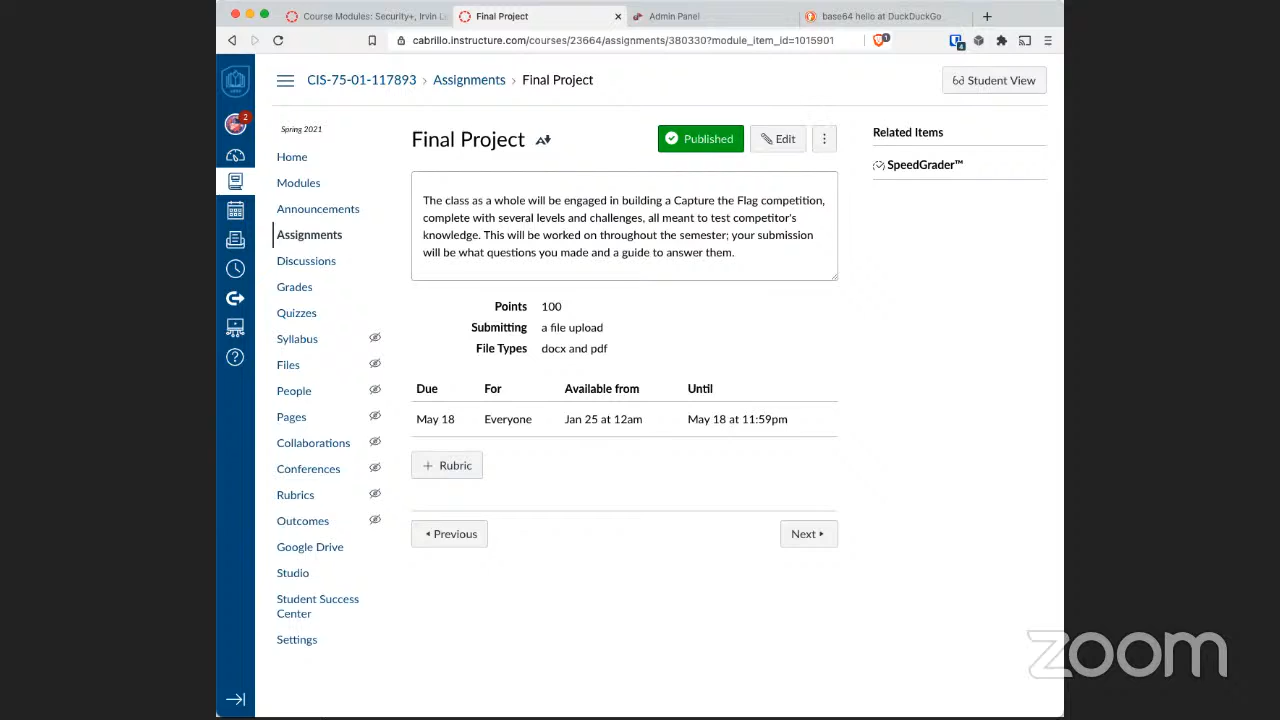 Course Modules: Security+, Irvin L
Final Project
Admin Panel
base64 hello at DuckDuckGo
cabrillo.instructure.com/courses/23664/assignments/380330?module_item_id=1015901
1
4
CIS-75-01-117893 › Assignments › Final Project
Student View
2
Spring 2021
Home
Modules
Announcements
Assignments
Discussions
Grades
Quizzes
Syllabus
Files
People
Pages
Collaborations
Conferences
Rubrics
Outcomes
Google Drive
Studio
Student Success
Center
Settings
Final Project
Published
Edit
The class as a whole will be engaged in building a Capture the Flag competition,
complete with several levels and challenges, all meant to test competitor's
knowledge. This will be worked on throughout the semester; your submission
will be what questions you made and a guide to answer them.
Points 100
Submitting a file upload
File Types docx and pdf
Due For Available from Until
May 18 Everyone Jan 25 at 12am May 18 at 11:59pm
+ Rubric
Previous
Next
Related Items
SpeedGrader™
zoom